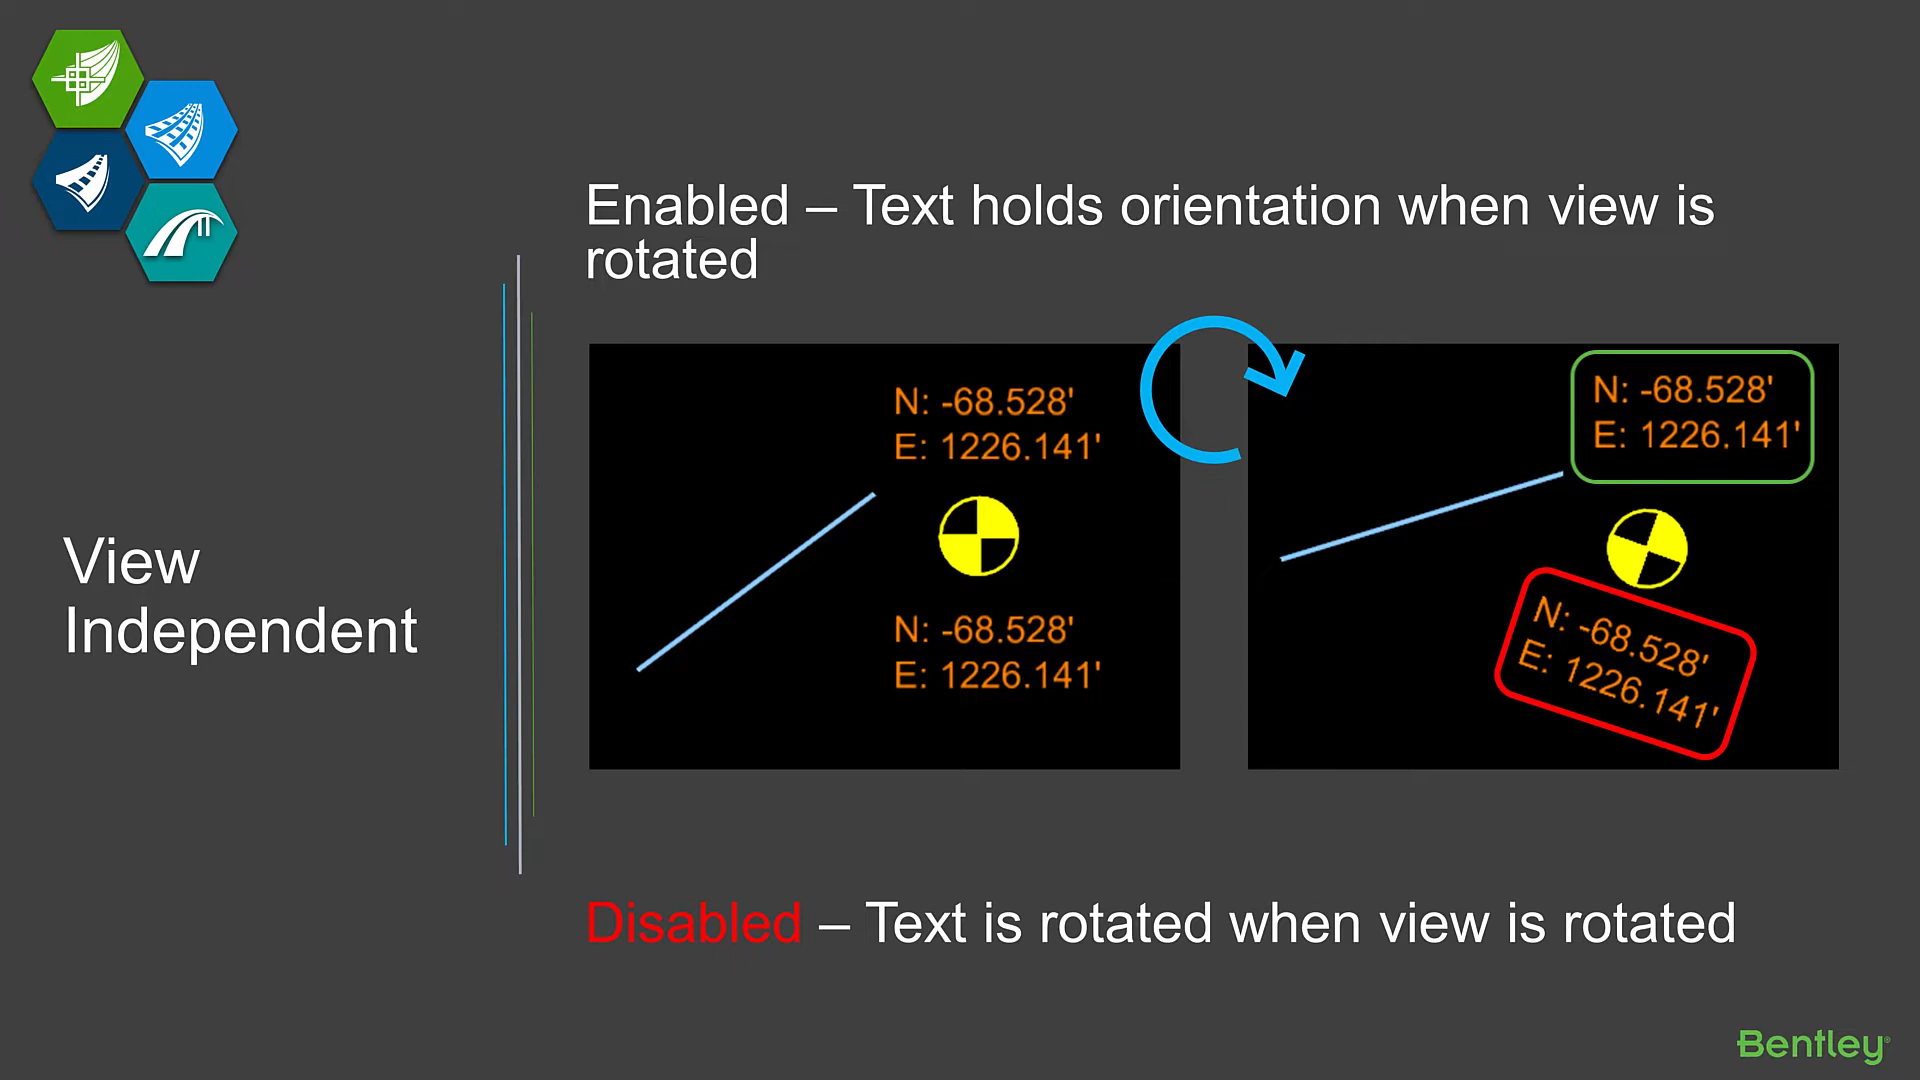 View
Independent
Enabled – Text holds orientation when view is
rotated
N: -68.528'
E: 1226.141'
N: -68.528'
E: 1226.141'
N: -68.528'
E: 1226.141'
N: -68.528'
E: 1226.141'
Disabled – Text is rotated when view is rotated
Bentley®